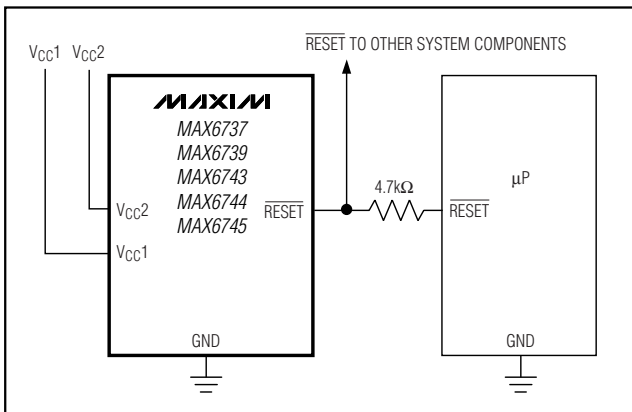 VCC1 VCC2
RESET TO OTHER SYSTEM COMPONENTS
MAXIM
MAX6737
MAX6739
MAX6743
MAX6744
MAX6745
VCC2
VCC1
RESET
GND
4.7kΩ
RESET
μP
GND